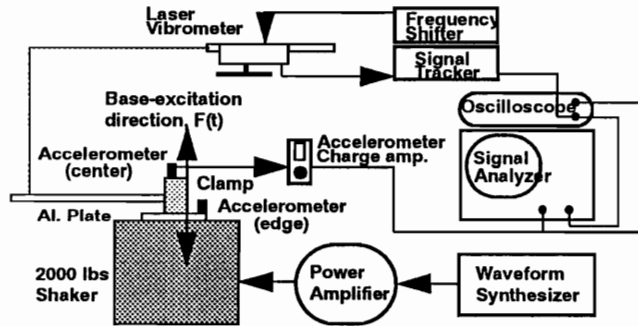 Laser
Vibrometer
Frequency
Shifter
Signal
Tracker
Base-excitation
direction, F(t)
Oscilloscope
Accelerometer
(center)
Accelerometer
Charge amp.
Signal
Analyzer
Clamp
Accelerometer
(edge)
Al. Plate
2000 lbs
Shaker
Power
Amplifier
Waveform
Synthesizer